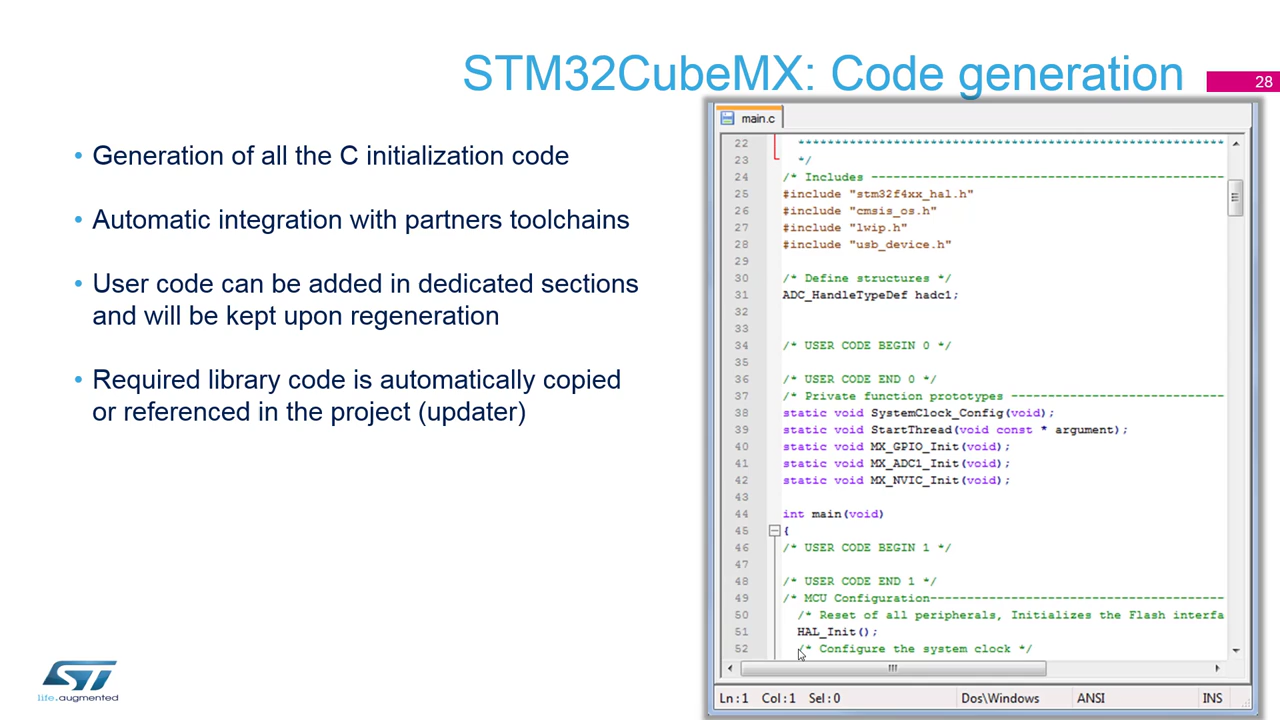 STM32CubeMX: Code generation
28
• Generation of all the C initialization code
• Automatic integration with partners toolchains
• User code can be added in dedicated sections
and will be kept upon regeneration
• Required library code is automatically copied
or referenced in the project (updater)
life.augmented
main.c
22 ************************************************************
23 */
24 /* Includes ------------------------------------------------
25 #include "stm32f4xx_hal.h"
26 #include "cmsis_os.h"
27 #include "lwip.h"
28 #include "usb_device.h"
29
30 /* Define structures */
31 ADC_HandleTypeDef hadc1;
32
33
34 /* USER CODE BEGIN 0 */
35
36 /* USER CODE END 0 */
37 /* Private function prototypes -----------------------------
38 static void SystemClock_Config(void);
39 static void StartThread(void const * argument);
40 static void MX_GPIO_Init(void);
41 static void MX_ADC1_Init(void);
42 static void MX_NVIC_Init(void);
43
44 int main(void)
45 {
46 /* USER CODE BEGIN 1 */
47
48 /* USER CODE END 1 */
49 /* MCU Configuration----------------------------------------
50 /* Reset of all peripherals, Initializes the Flash interfa
51 HAL_Init();
52 /* Configure the system clock */
Ln:1 Col:1 Sel:0 Dos\Windows ANSI INS